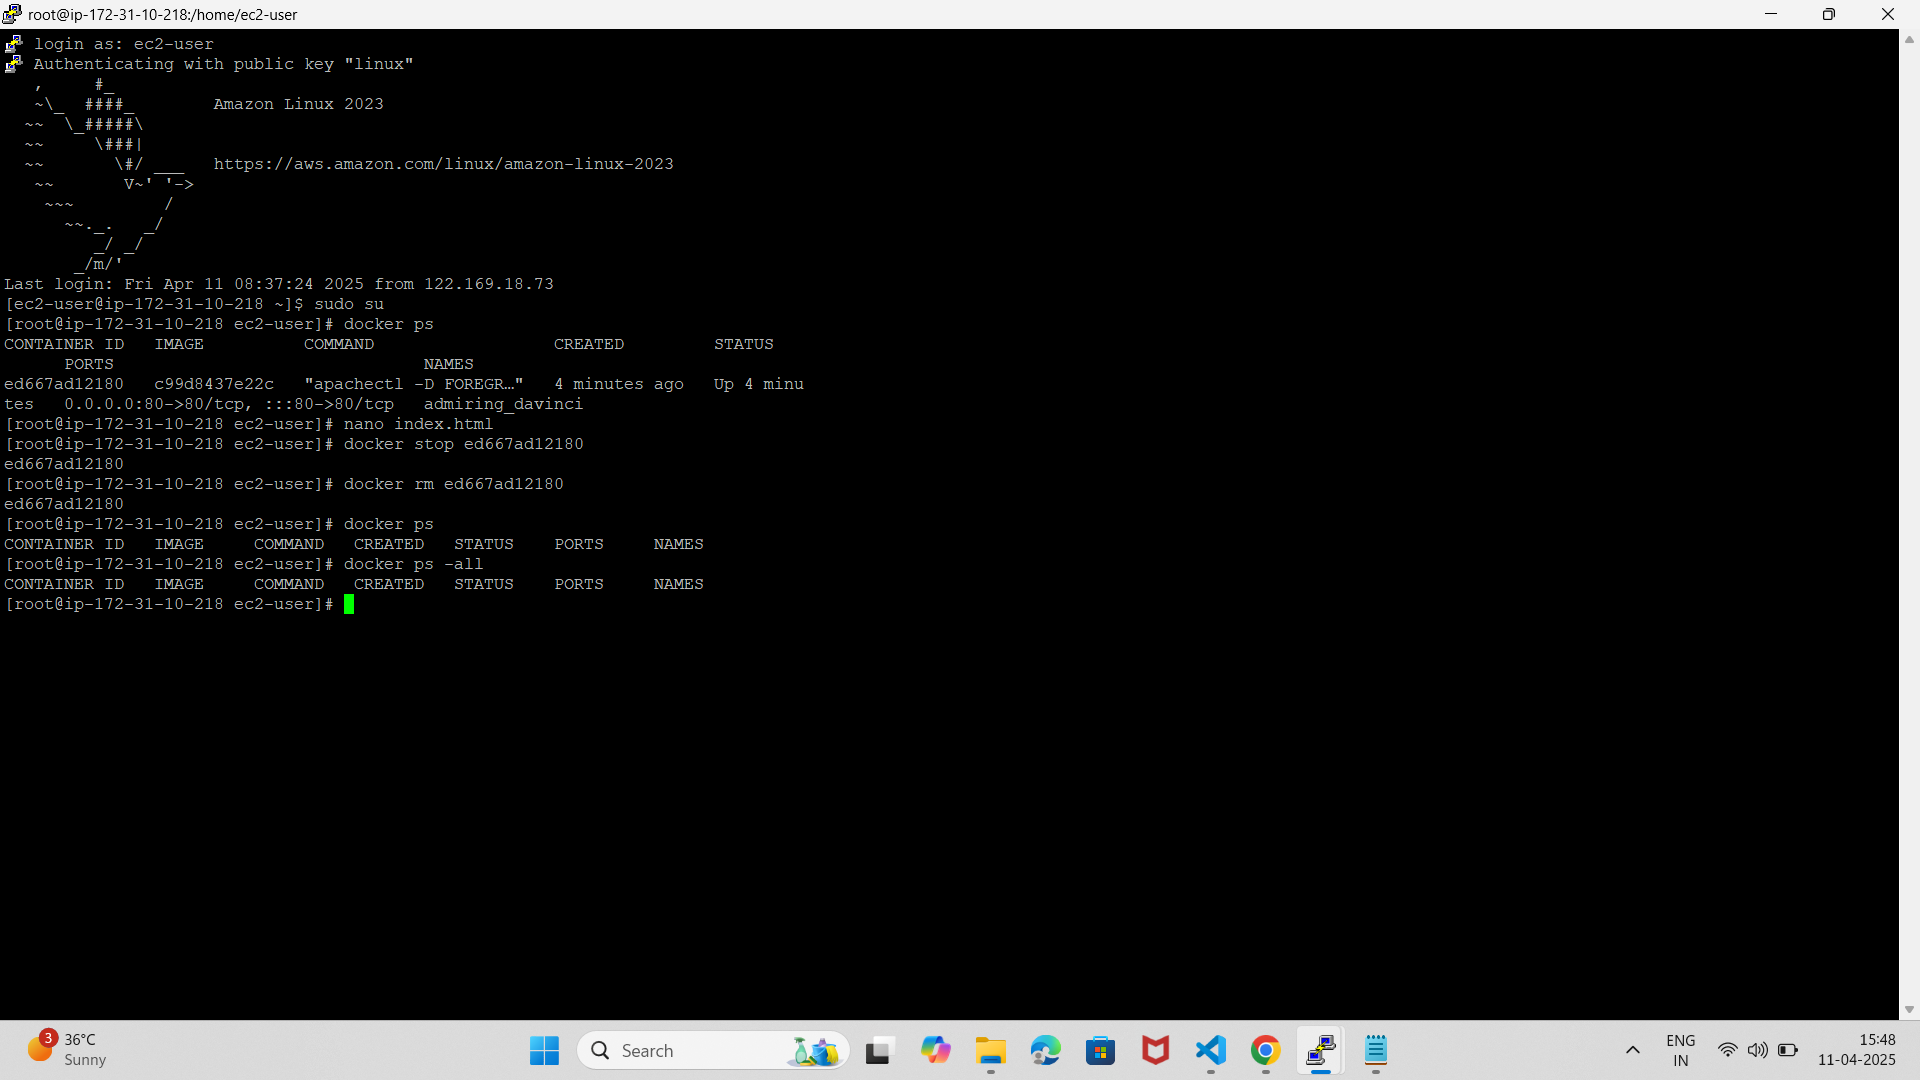 root@ip-172-31-10-218:/home/ec2-user
login as: ec2-user
Authenticating with public key "linux"
   ,     #_
   ~\_  ####_        Amazon Linux 2023
  ~~  \_#####\
  ~~     \###|
  ~~       \#/ ___   https://aws.amazon.com/linux/amazon-linux-2023
   ~~       V~' '->
    ~~~         /
      ~~._.   _/
         _/ _/
       _/m/'
Last login: Fri Apr 11 08:37:24 2025 from 122.169.18.73
[ec2-user@ip-172-31-10-218 ~]$ sudo su
[root@ip-172-31-10-218 ec2-user]# docker ps
CONTAINER ID   IMAGE          COMMAND                  CREATED         STATUS
      PORTS                               NAMES
ed667ad12180   c99d8437e22c   "apachectl -D FOREGR…"   4 minutes ago   Up 4 minu
tes   0.0.0.0:80->80/tcp, :::80->80/tcp   admiring_davinci
[root@ip-172-31-10-218 ec2-user]# nano index.html
[root@ip-172-31-10-218 ec2-user]# docker stop ed667ad12180
ed667ad12180
[root@ip-172-31-10-218 ec2-user]# docker rm ed667ad12180
ed667ad12180
[root@ip-172-31-10-218 ec2-user]# docker ps
CONTAINER ID   IMAGE     COMMAND   CREATED   STATUS    PORTS     NAMES
[root@ip-172-31-10-218 ec2-user]# docker ps -all
CONTAINER ID   IMAGE     COMMAND   CREATED   STATUS    PORTS     NAMES
[root@ip-172-31-10-218 ec2-user]#
3
36°C
Sunny
Search
ENG
IN
15:48
11-04-2025